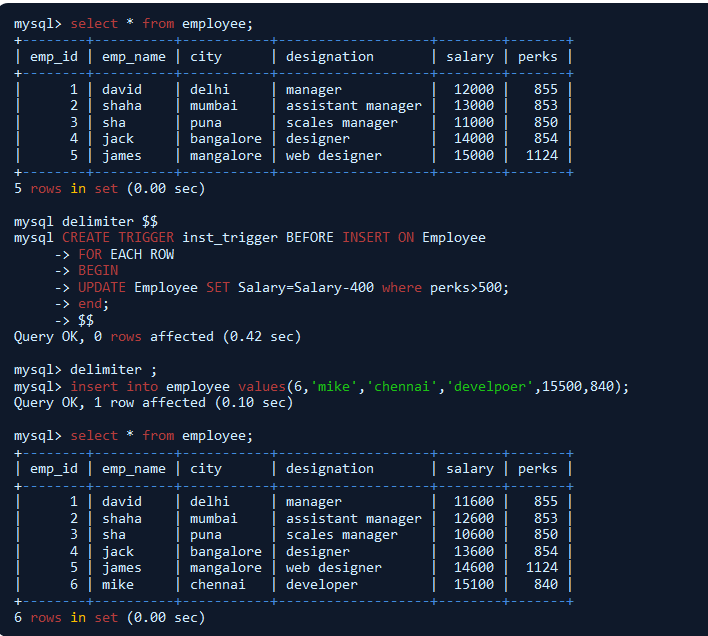 mysql> select * from employee;
+--------+----------+-----------+-------------------+--------+-------+
| emp_id | emp_name | city      | designation       | salary | perks |
+--------+----------+-----------+-------------------+--------+-------+
|      1 | david    | delhi     | manager           |  12000 |   855 |
|      2 | shaha    | mumbai    | assistant manager |  13000 |   853 |
|      3 | sha      | puna      | scales manager    |  11000 |   850 |
|      4 | jack     | bangalore | designer          |  14000 |   854 |
|      5 | james    | mangalore | web designer      |  15000 |  1124 |
+--------+----------+-----------+-------------------+--------+-------+
5 rows in set (0.00 sec)
mysql delimiter $$
mysql CREATE TRIGGER inst_trigger BEFORE INSERT ON Employee
-> FOR EACH ROW
-> BEGIN
-> UPDATE Employee SET Salary=Salary-400 where perks>500;
-> end;
-> $$
Query OK, 0 rows affected (0.42 sec)
mysql> delimiter ;
mysql> insert into employee values(6,'mike','chennai','develpoer',15500,840);
Query OK, 1 row affected (0.10 sec)
mysql> select * from employee;
+--------+----------+-----------+-------------------+--------+-------+
| emp_id | emp_name | city      | designation       | salary | perks |
+--------+----------+-----------+-------------------+--------+-------+
|      1 | david    | delhi     | manager           |  11600 |   855 |
|      2 | shaha    | mumbai    | assistant manager |  12600 |   853 |
|      3 | sha      | puna      | scales manager    |  10600 |   850 |
|      4 | jack     | bangalore | designer          |  13600 |   854 |
|      5 | james    | mangalore | web designer      |  14600 |  1124 |
|      6 | mike     | chennai   | developer         |  15100 |   840 |
+--------+----------+-----------+-------------------+--------+-------+
6 rows in set (0.00 sec)